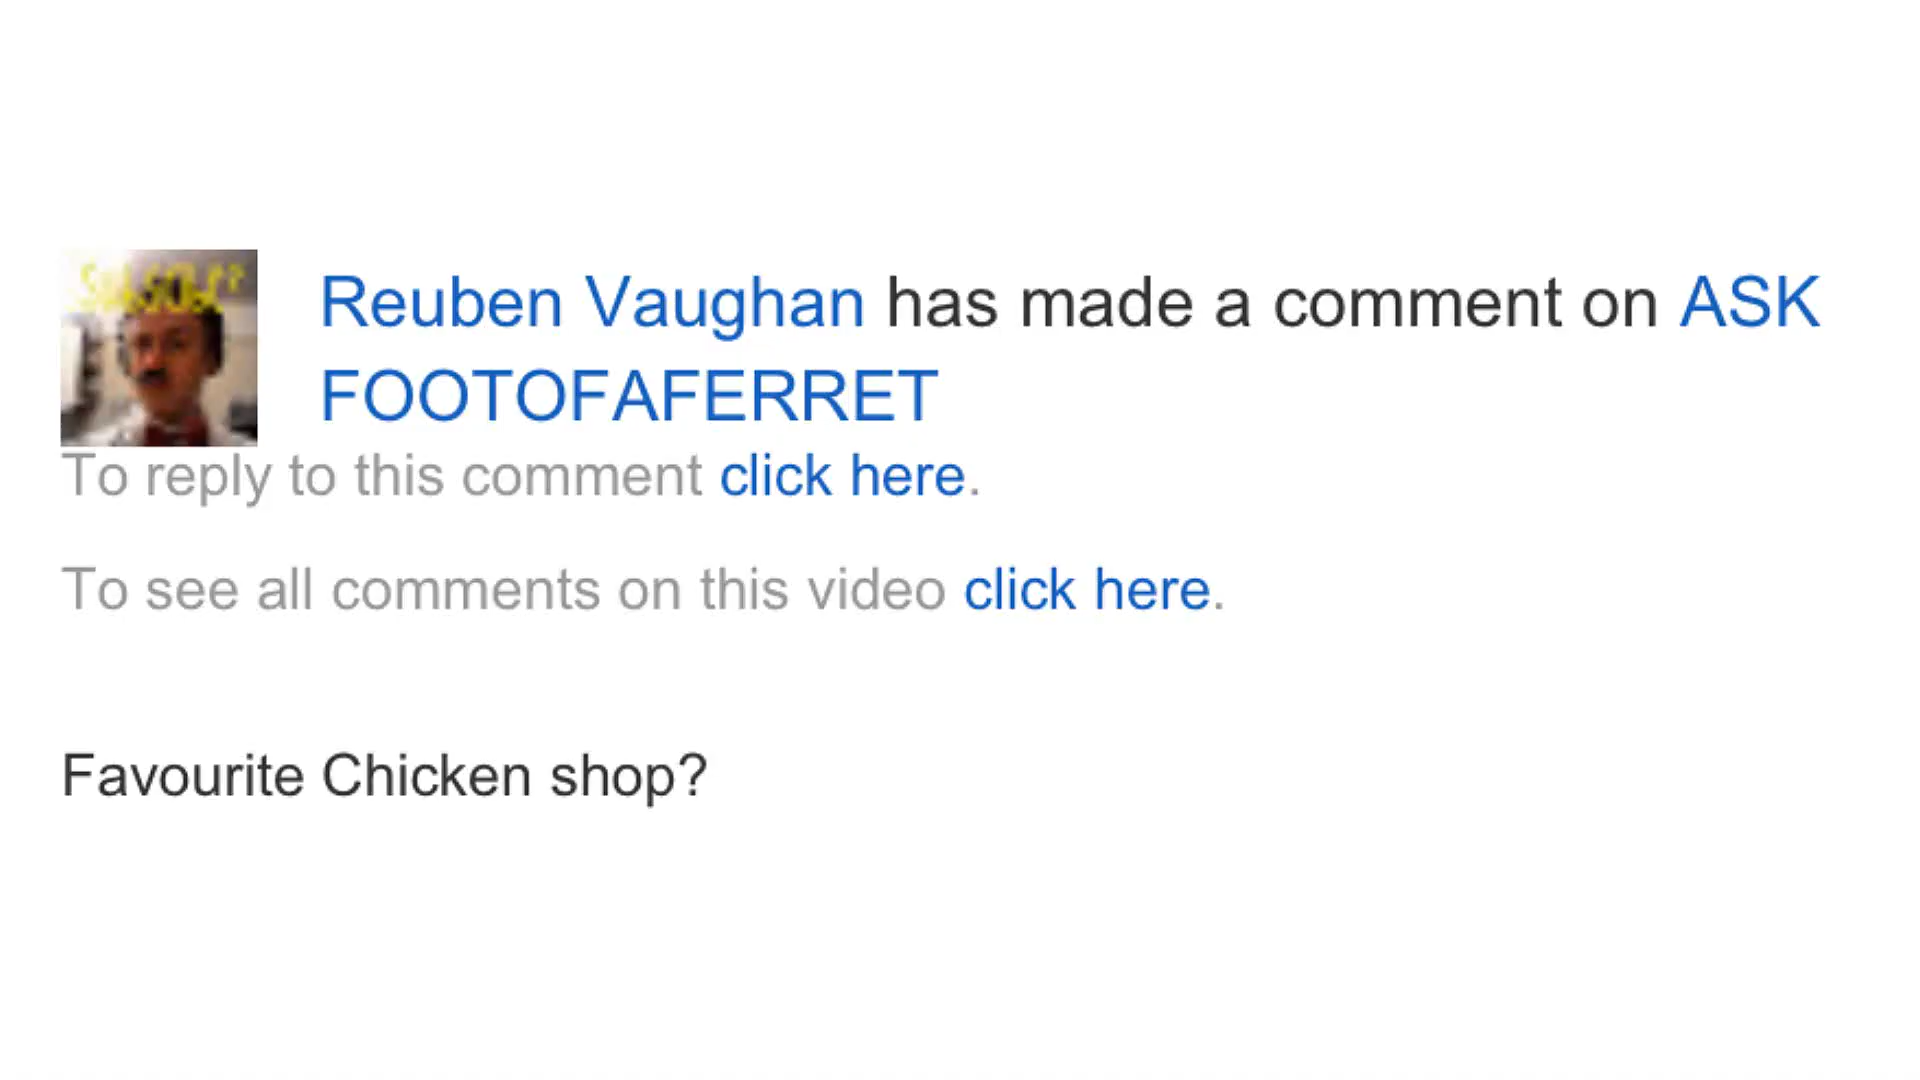 Reuben Vaughan has made a comment on ASK
FOOTOFAFERRET
To reply to this comment click here.
To see all comments on this video click here.
Favourite Chicken shop?